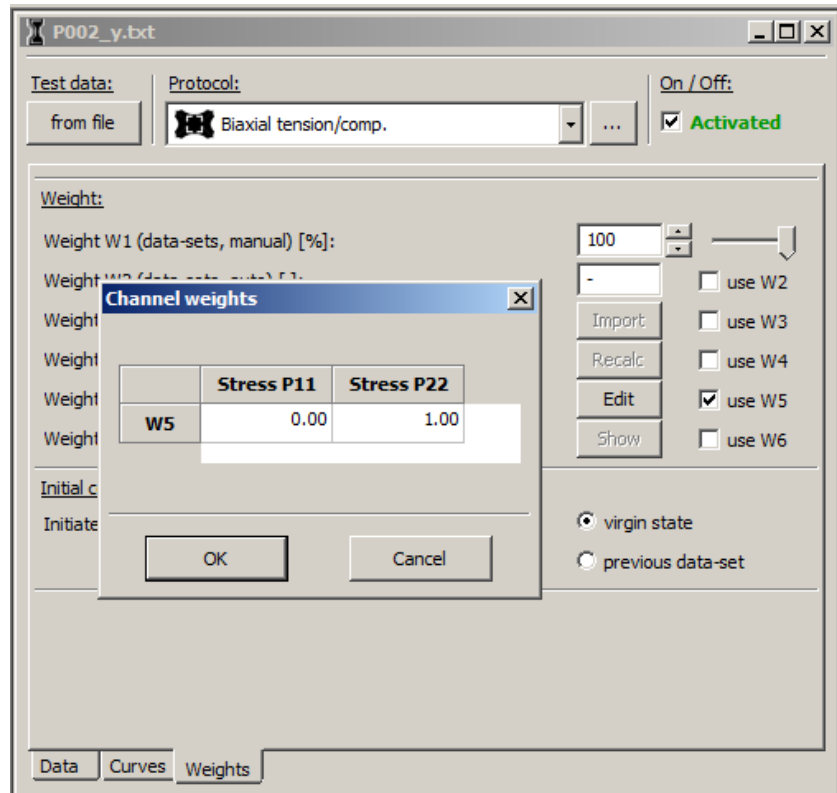 P002_y.txt
Test data: Protocol: On / Off:
from file Biaxial tension/comp. ... Activated
Weight:
Weight W1 (data-sets, manual) [%]: 100
Weight - use W2
Channel weights
Weight Import use W3
Weight Recalc use W4
Stress P11 Stress P22
Weight Edit use W5
W5 0.00 1.00
Weight Show use W6
Initial c
Initiate virgin state
OK Cancel previous data-set
Data Curves Weights